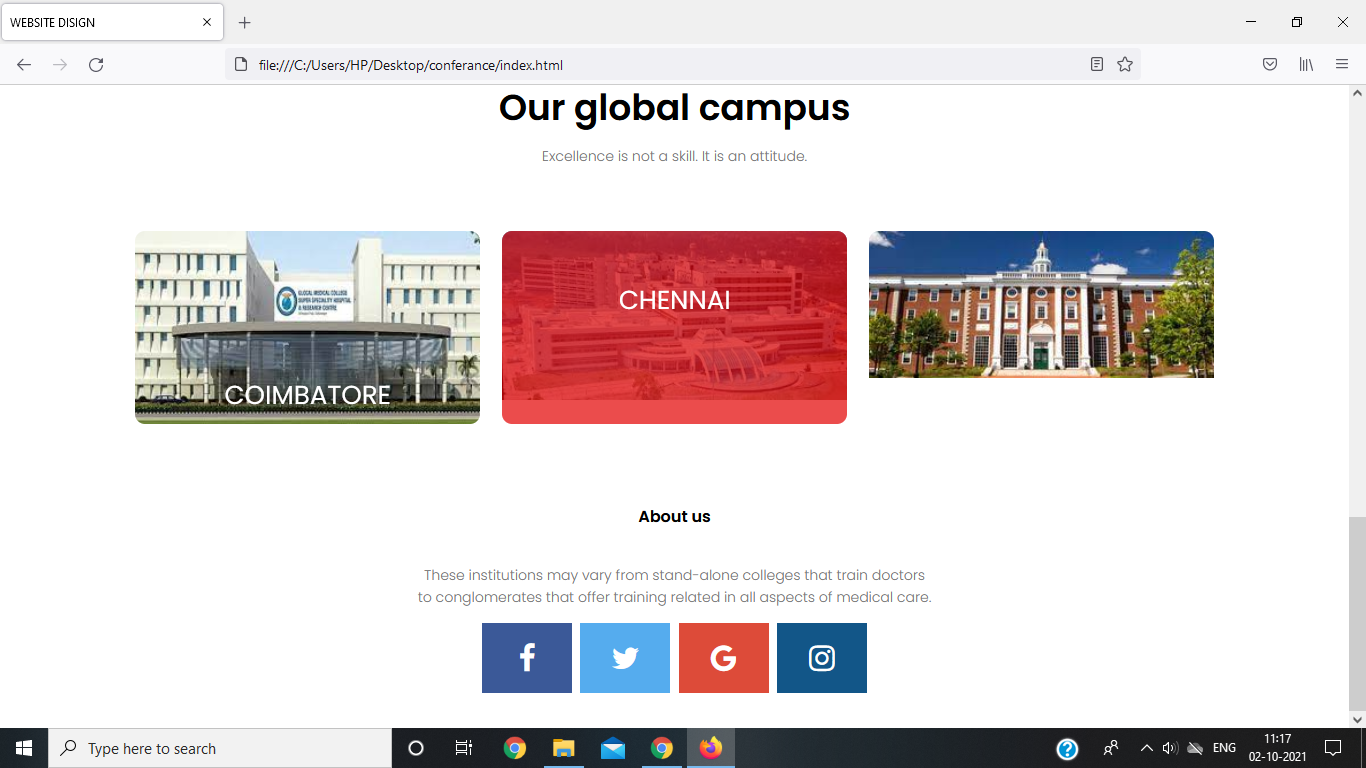 WEBSITE DISIGN
file:///C:/Users/HP/Desktop/conferance/index.html
Our global campus
Excellence is not a skill. It is an attitude.
GLOCAL MEDICAL COLLEGE
SUPER SPECIALITY HOSPITAL
& RESEARCH CENTRE
COIMBATORE
CHENNAI
About us
These institutions may vary from stand-alone colleges that train doctors
to conglomerates that offer training related in all aspects of medical care.
Type here to search
ENG
11:17
02-10-2021